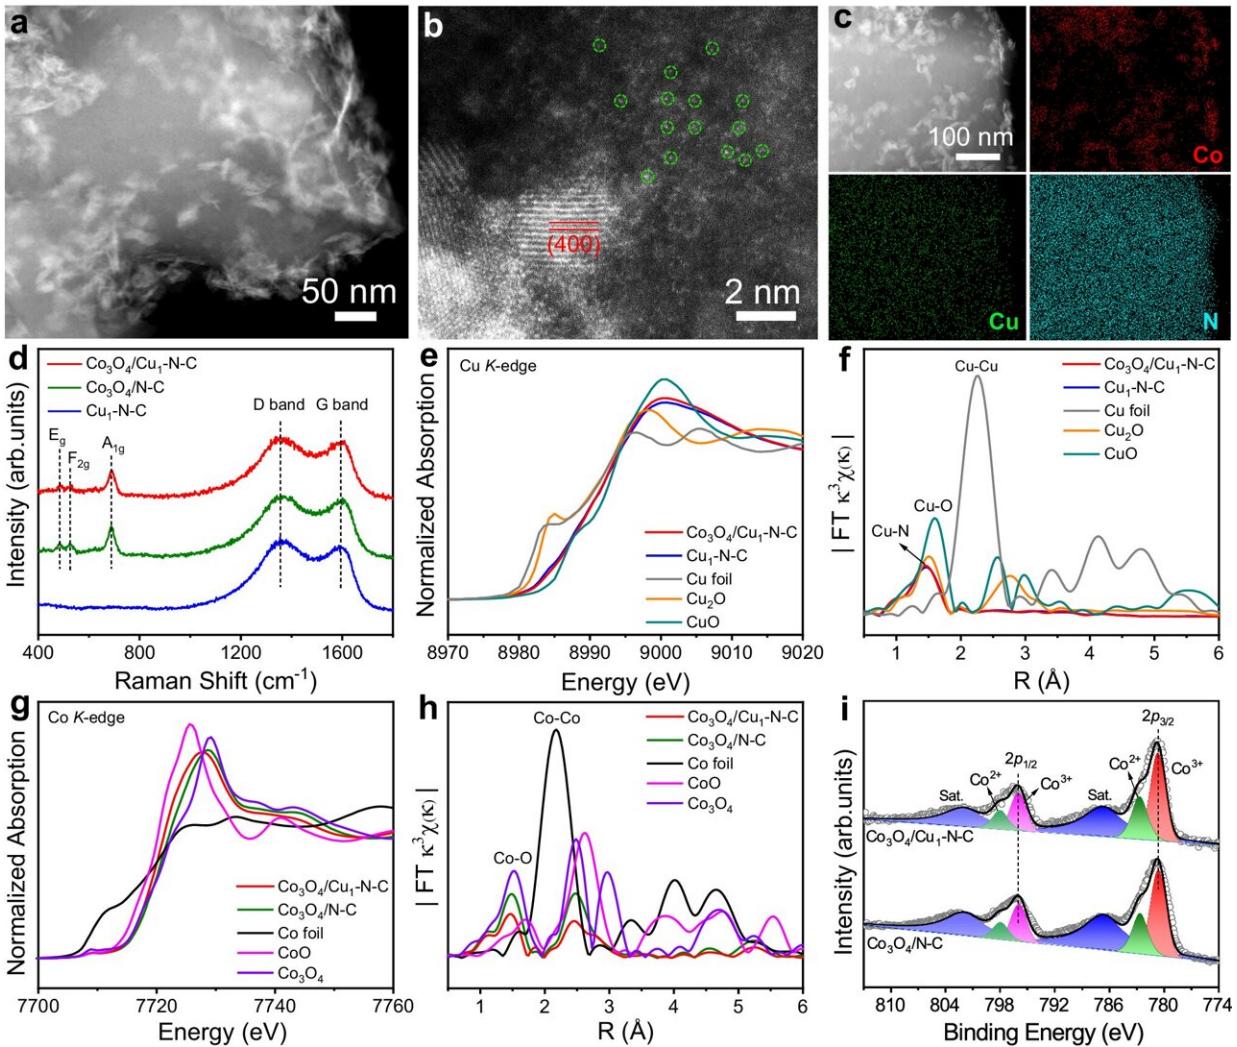 a
50 nm
b
(400)
2 nm
c
100 nm
Co
Cu
N
d
Co₃O₄/Cu₁-N-C
Co₃O₄/N-C
Cu₁-N-C
D band
G band
E_g
F₂g
A₁g
Intensity (arb.units)
400
800
1200
1600
Raman Shift (cm⁻¹)
e
Cu K-edge
Normalized Absorption
Co₃O₄/Cu₁-N-C
Cu₁-N-C
Cu foil
Cu₂O
CuO
8970
8980
8990
9000
9010
9020
Energy (eV)
f
Cu-Cu
Co₃O₄/Cu₁-N-C
Cu₁-N-C
Cu foil
Cu₂O
CuO
Cu-O
Cu-N
| FT κ³χ(κ) |
1
2
3
4
5
6
R (Å)
g
Co K-edge
Normalized Absorption
Co₃O₄/Cu₁-N-C
Co₃O₄/N-C
Co foil
CoO
Co₃O₄
7700
7720
7740
7760
Energy (eV)
h
Co-Co
Co₃O₄/Cu₁-N-C
Co₃O₄/N-C
Co foil
CoO
Co₃O₄
Co-O
| FT κ³χ(κ) |
1
2
3
4
5
6
R (Å)
i
2p₃/₂
2p₁/₂
Co²⁺
Co³⁺
Co²⁺
Co³⁺
Sat.
Sat.
Co₃O₄/Cu₁-N-C
Co₃O₄/N-C
Intensity (arb.units)
810
804
796
792
786
780
774
Binding Energy (eV)